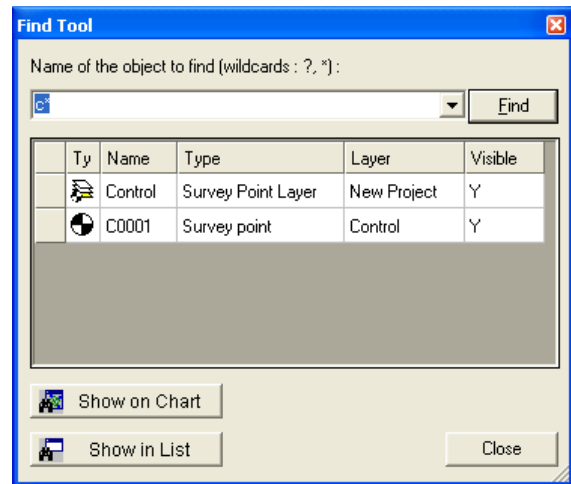 Find Tool
Name of the object to find (wildcards : ?, *) :
c*
Find
Ty Name Type Layer Visible
Control Survey Point Layer New Project Y
C0001 Survey point Control Y
Show on Chart
Show in List
Close